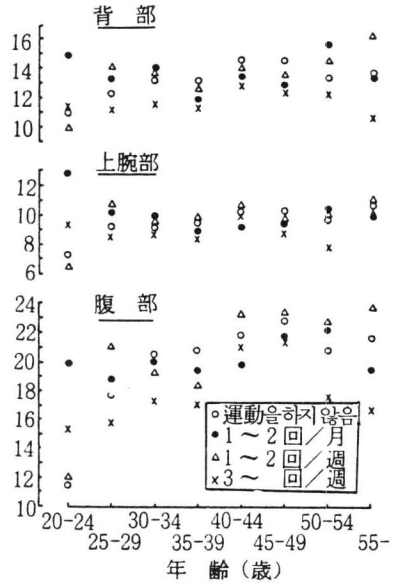 背 部
16
14
12
10
上腕部
12
10
8
6
腹 部
24
22
20
18
16
14
12
10
○運動을하지않음
●1～2回／月
△1～2回／週
×3～ 回／週
20-24 30-34 40-44 50-54
25-29 35-39 45-49 55-
年 齢（歳）